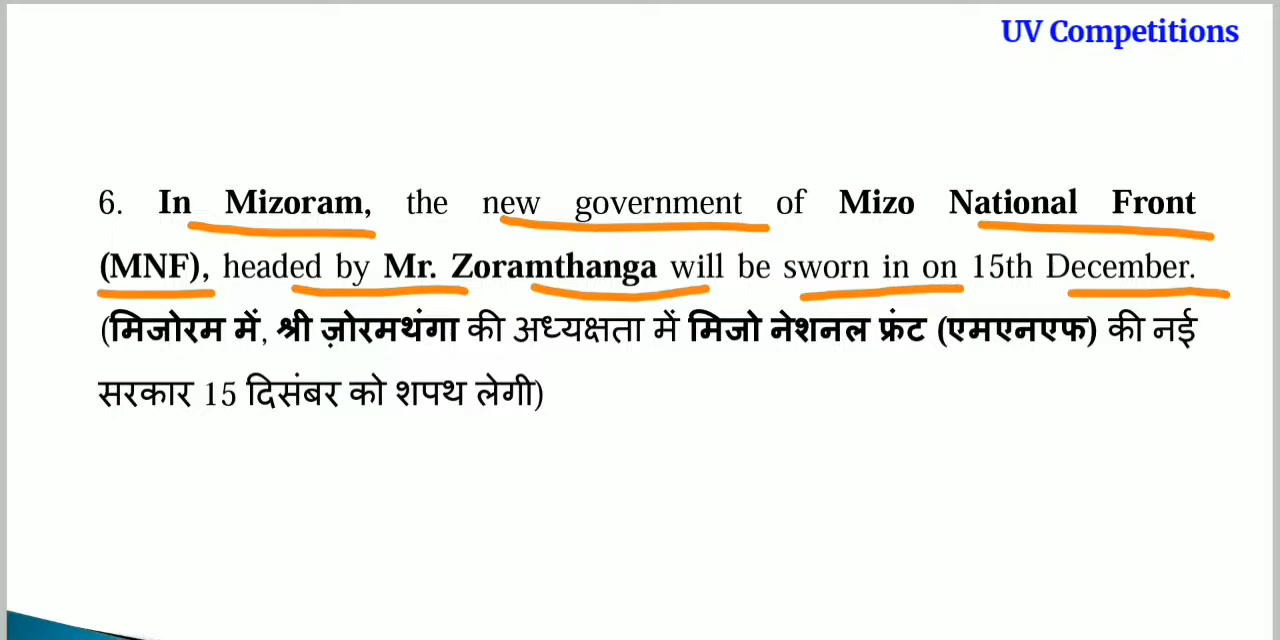 UV Competitions
6. In Mizoram, the new government of Mizo National Front
(MNF), headed by Mr. Zoramthanga will be sworn in on 15th December.
(मिजोरम में, श्री ज़ोरमथंगा की अध्यक्षता में मिजो नेशनल फ्रंट (एमएनएफ) की नई
सरकार 15 दिसंबर को शपथ लेगी)